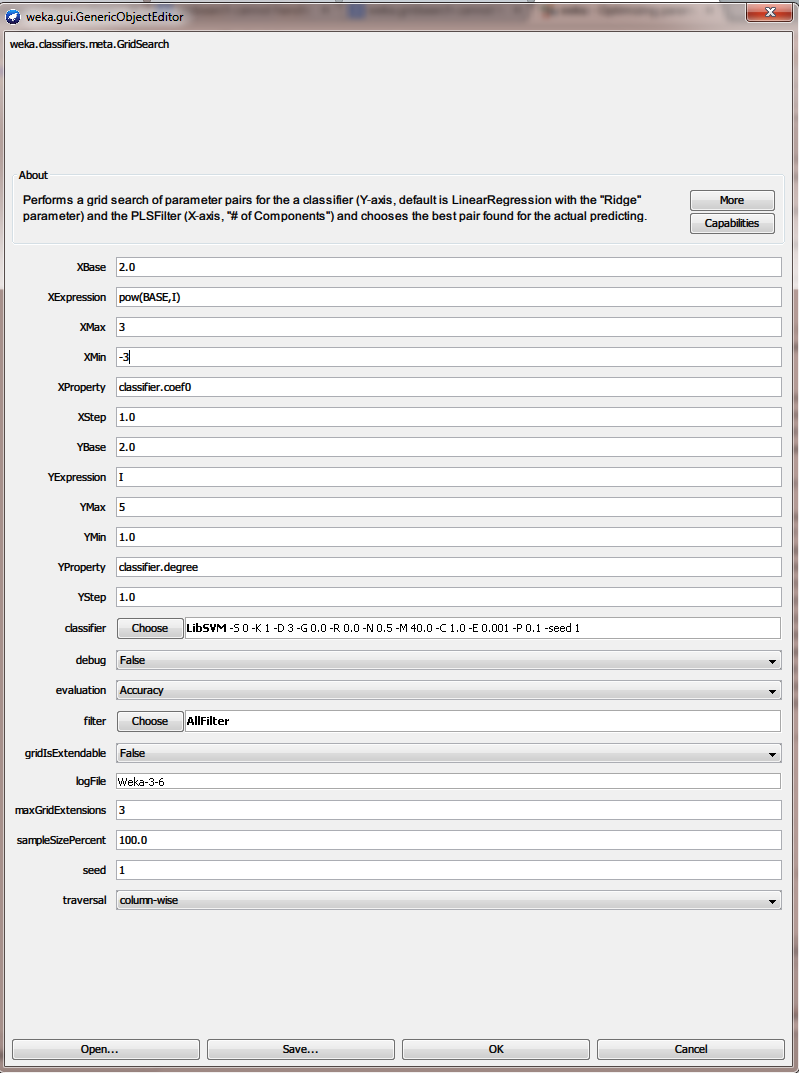 weka.gui.GenericObjectEditor
weka.classifiers.meta.GridSearch
About
Performs a grid search of parameter pairs for the a classifier (Y-axis, default is LinearRegression with the "Ridge"
parameter) and the PLSFilter (X-axis, "# of Components") and chooses the best pair found for the actual predicting.
More
Capabilities
XBase 2.0
XExpression pow(BASE,I)
XMax 3
XMin -3
XProperty classifier.coef0
XStep 1.0
YBase 2.0
YExpression I
YMax 5
YMin 1.0
YProperty classifier.degree
YStep 1.0
classifier Choose LibSVM -S 0 -K 1 -D 3 -G 0.0 -R 0.0 -N 0.5 -M 40.0 -C 1.0 -E 0.001 -P 0.1 -seed 1
debug False
evaluation Accuracy
filter Choose AllFilter
gridIsExtendable False
logFile Weka-3-6
maxGridExtensions 3
sampleSizePercent 100.0
seed 1
traversal column-wise
Open... Save... OK Cancel